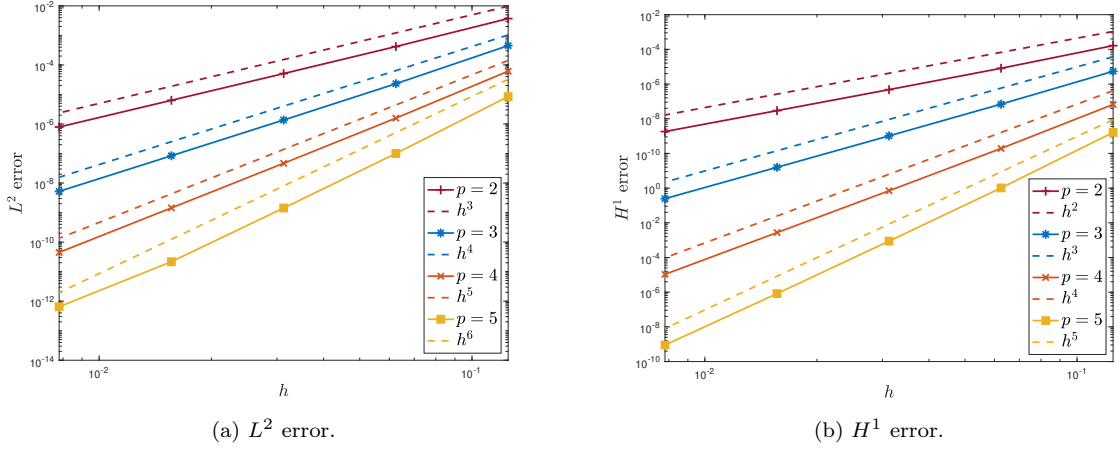 10^-2
10^-4
10^-6
10^-8
10^-10
10^-12
10^-14
L^2 error
10^-2
10^-1
h
p = 2
h^3
p = 3
h^4
p = 4
h^5
p = 5
h^6
(a) L^2 error.
10^-2
10^-4
10^-6
10^-8
10^-10
10^0
10^-2
10^-4
10^-6
10^-8
10^-10
H^1 error
10^-2
10^-1
h
p = 2
h^2
p = 3
h^3
p = 4
h^4
p = 5
h^5
(b) H^1 error.